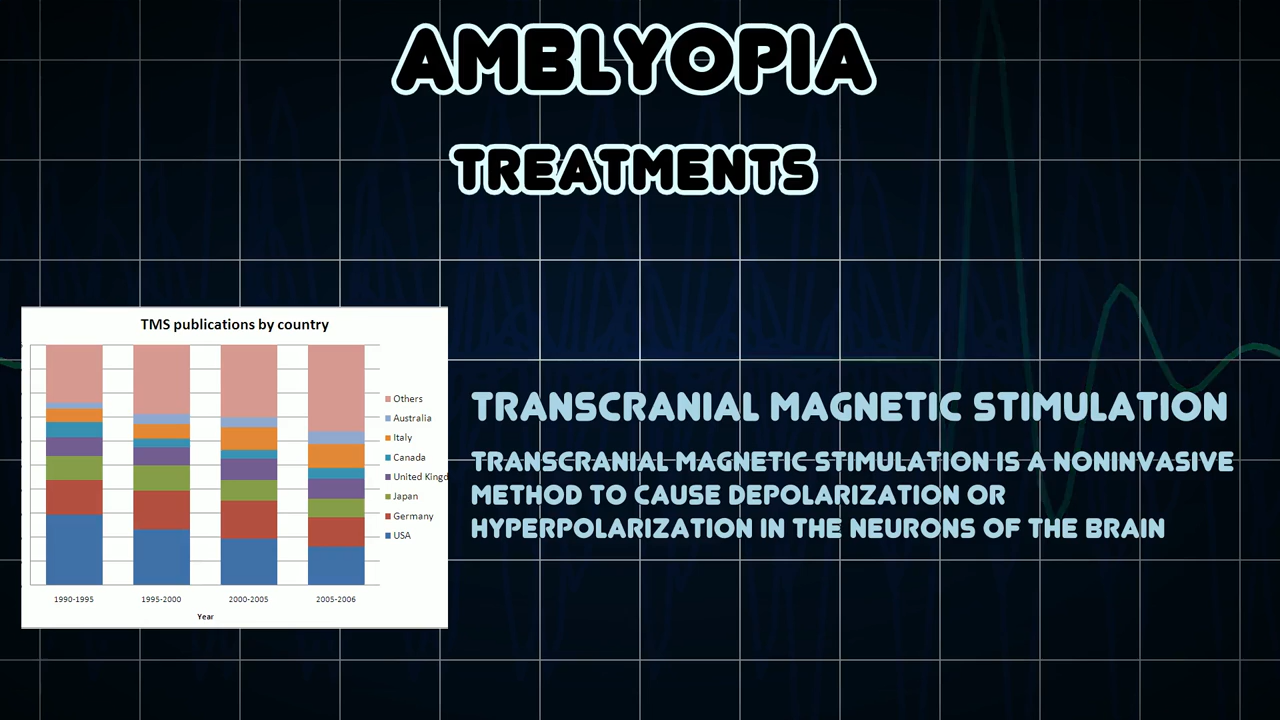 AMBLYOPIA
TREATMENTS
TMS publications by country
Others
Australia
Italy
Canada
United Kingd
Japan
Germany
USA
1990-1995 1995-2000 2000-2005 2005-2006
Year
TRANSCRANIAL MAGNETIC STIMULATION
TRANSCRANIAL MAGNETIC STIMULATION IS A NONINVASIVE
METHOD TO CAUSE DEPOLARIZATION OR
HYPERPOLARIZATION IN THE NEURONS OF THE BRAIN